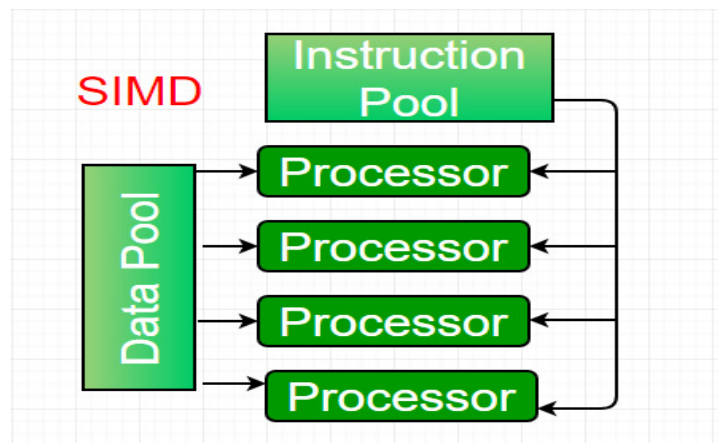 SIMD
Instruction
Pool
Data Pool
Processor
Processor
Processor
Processor